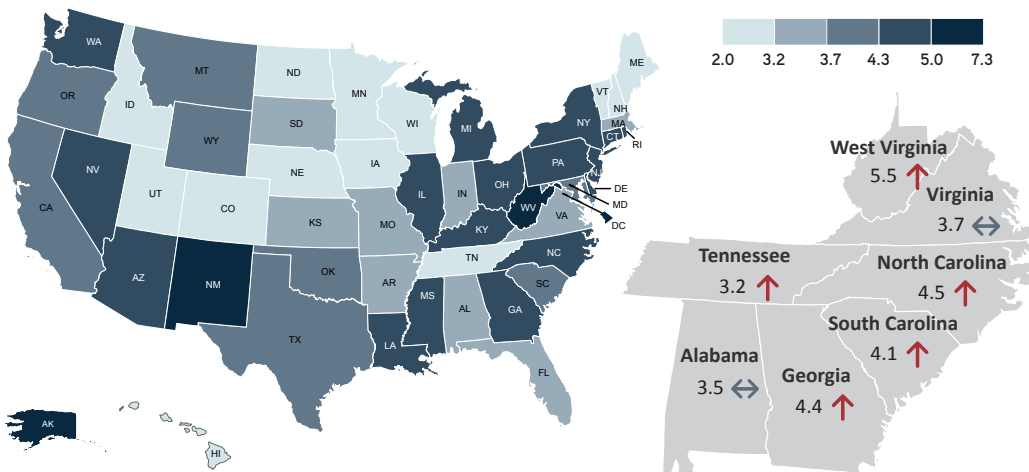 WA
MT
ND
MN
ME
OR
ID
SD
WI
MI
VT
NH
NY
MA
CT
RI
WY
NE
IA
PA
NJ
NV
UT
CO
IL
IN
OH
DE
MD
DC
CA
KS
MO
WV
VA
KY
AZ
NM
OK
AR
TN
NC
SC
TX
LA
MS
AL
GA
FL
AK
HI
2.0 3.2 3.7 4.3 5.0 7.3
West Virginia
5.5
Virginia
3.7
Tennessee
3.2
North Carolina
4.5
South Carolina
4.1
Alabama
3.5
Georgia
4.4